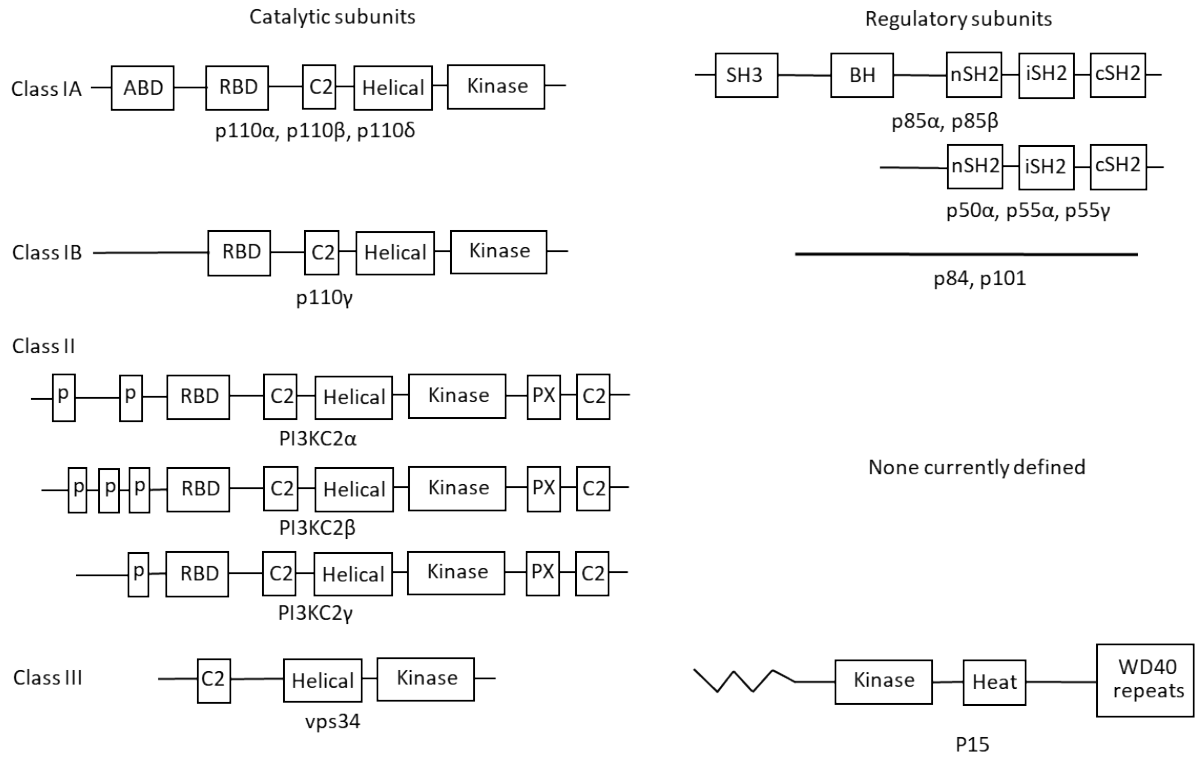 Catalytic subunits
Regulatory subunits
Class IA
ABD RBD C2 Helical Kinase
p110α, p110β, p110δ
SH3 BH nSH2 iSH2 cSH2
p85α, p85β
nSH2 iSH2 cSH2
p50α, p55α, p55γ
Class IB
RBD C2 Helical Kinase
p110γ
p84, p101
Class II
p p RBD C2 Helical Kinase PX C2
PI3KC2α
p p p RBD C2 Helical Kinase PX C2
PI3KC2β
None currently defined
p RBD C2 Helical Kinase PX C2
PI3KC2γ
Class III
C2 Helical Kinase
vps34
Kinase Heat WD40
repeats
P15